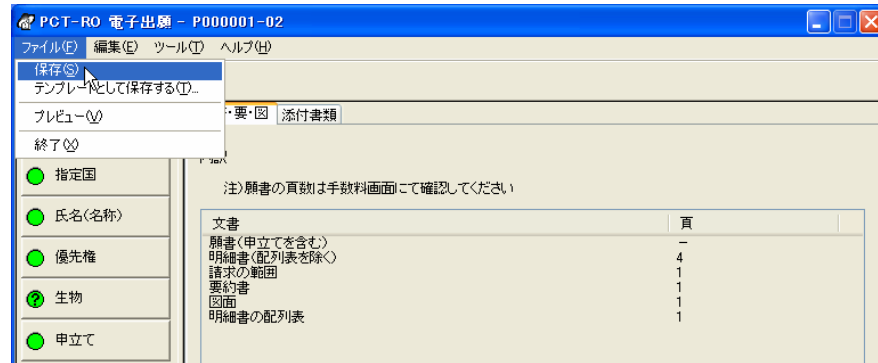 PCT-RO 電子出願 - P000001-02
ファイル(F) 編集(E) ツール(T) ヘルプ(H)
保存(S)
テンプレートとして保存する(T)...
プレビュー(V)
終了(X)
・要・図 添付書類
注)願書の頁数は手数料画面にて確認してください
指定国
氏名(名称)
優先権
生物
申立て
文書 頁
願書(申立てを含む) −
明細書(配列表を除く) 4
請求の範囲 1
要約書 1
図面 1
明細書の配列表 1